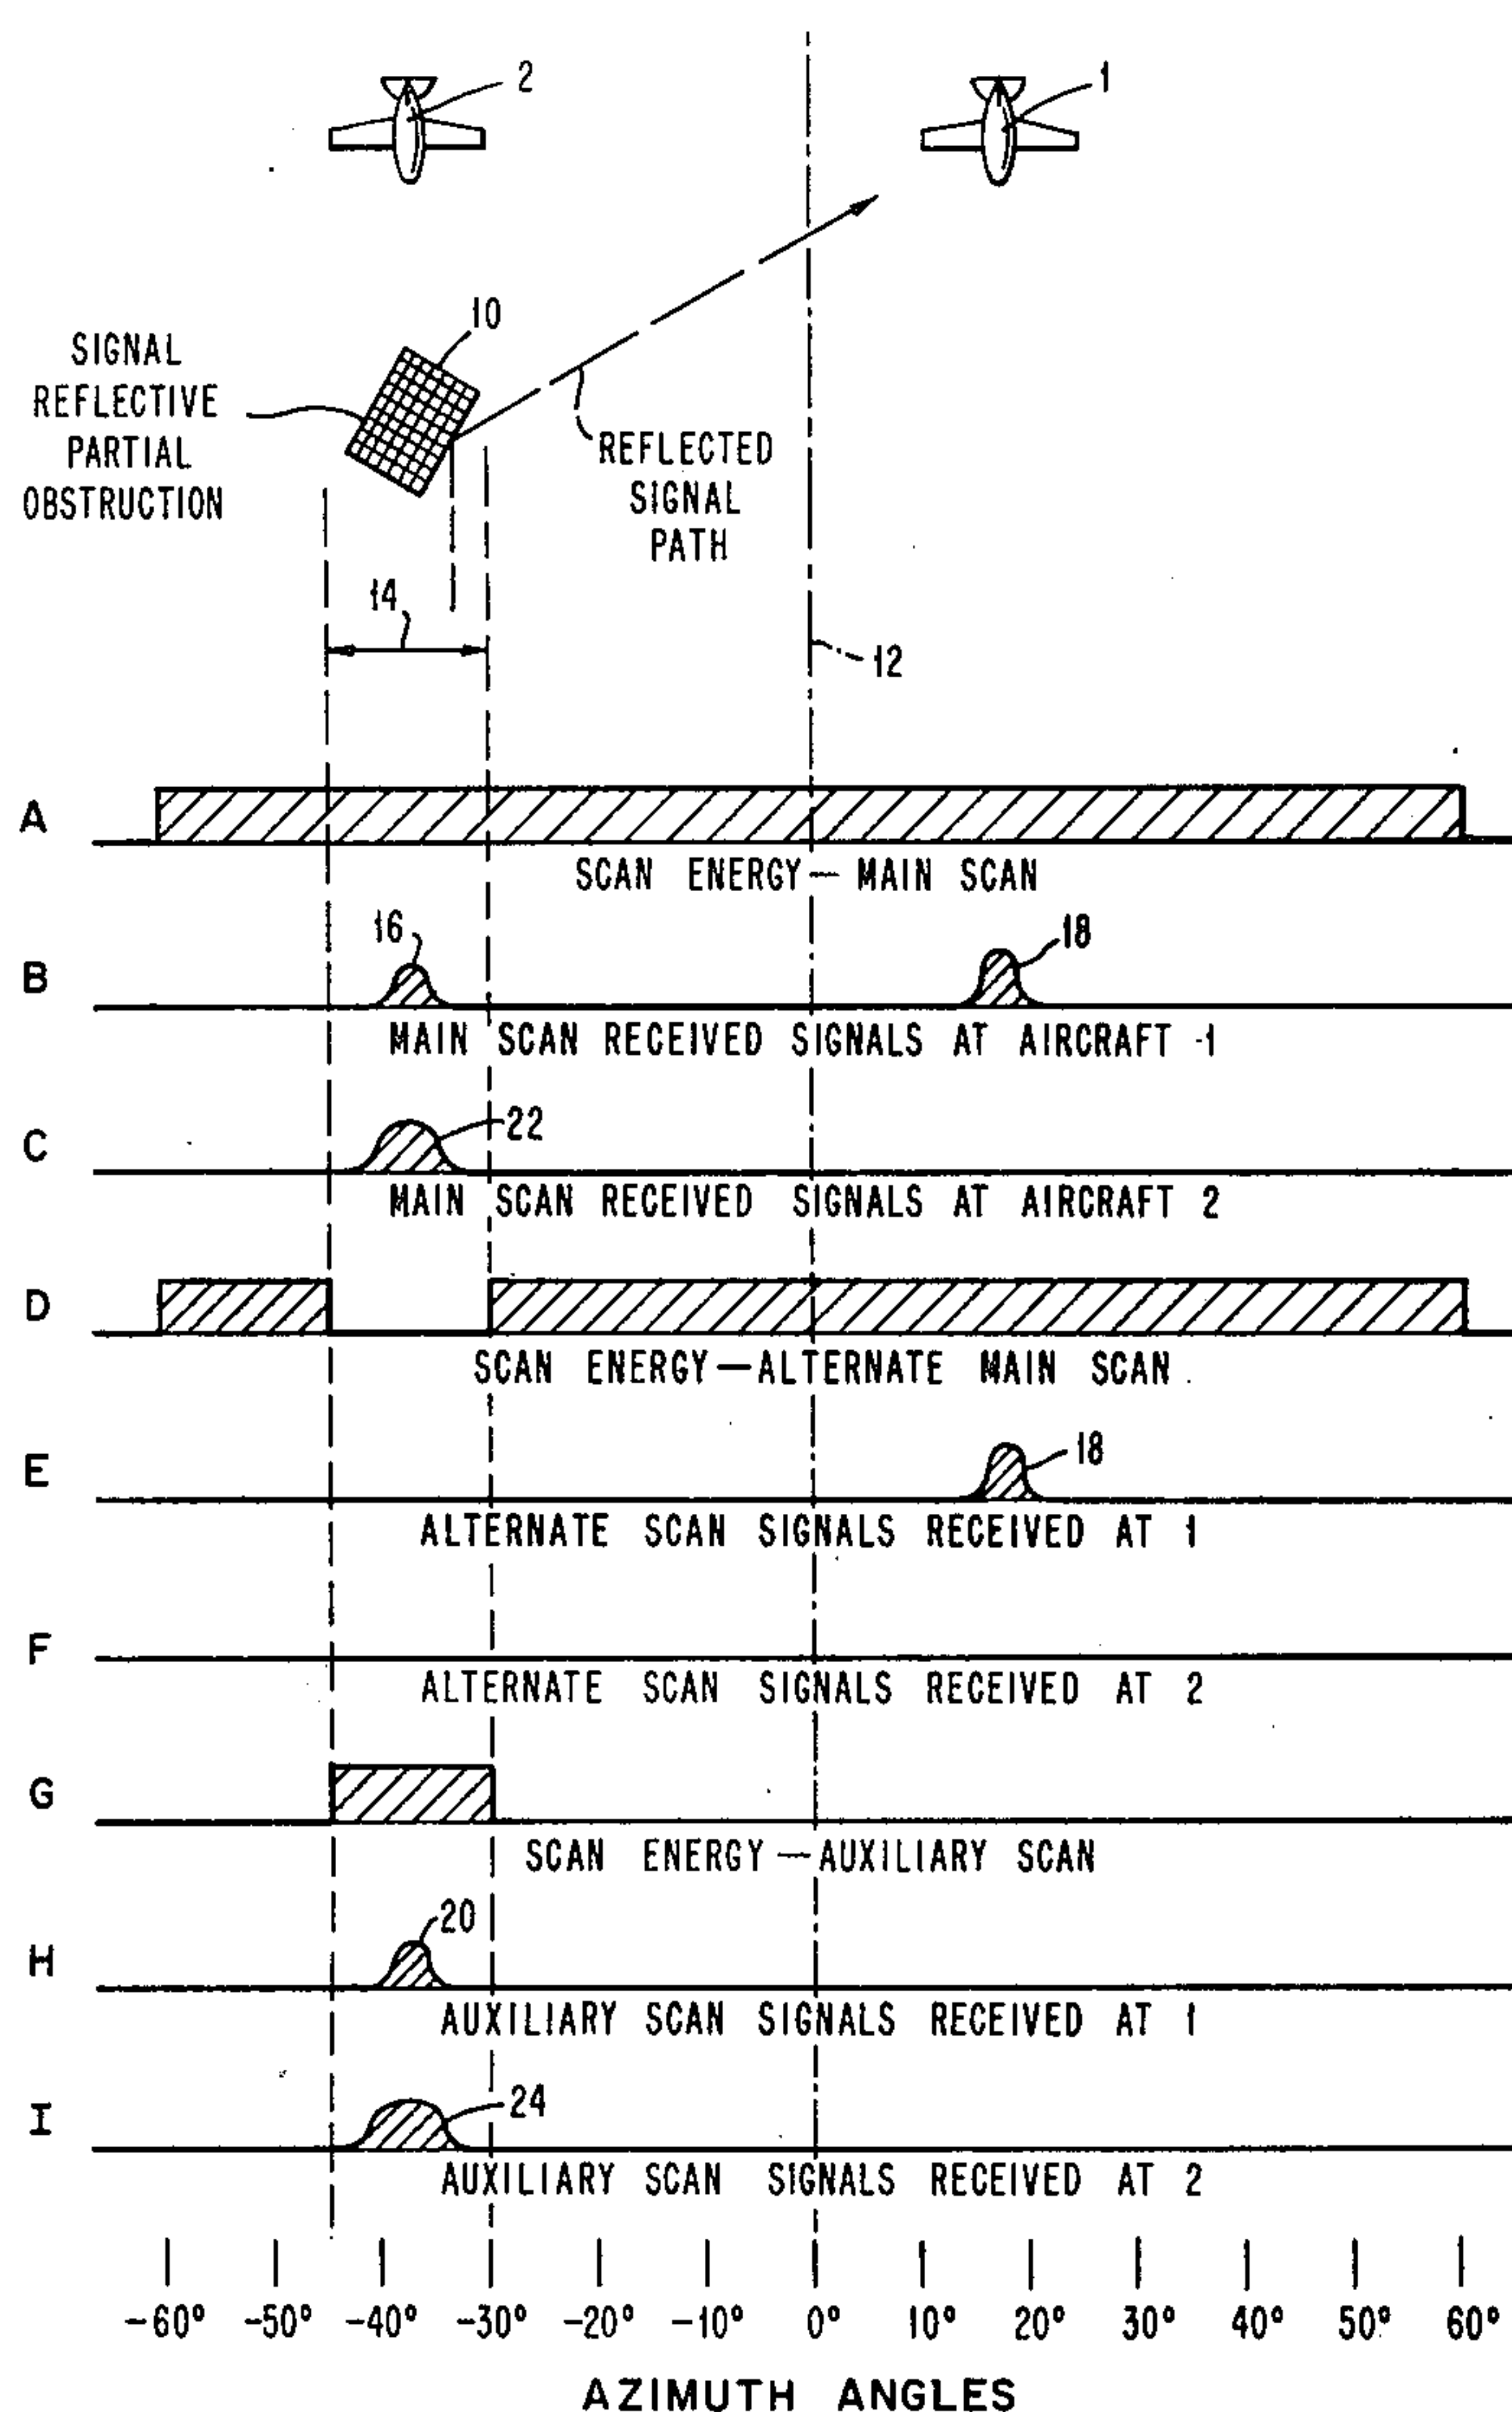 2
1
10
SIGNAL
REFLECTIVE
PARTIAL
OBSTRUCTION
REFLECTED
SIGNAL
PATH
14
12
A
SCAN ENERGY — MAIN SCAN
16
18
B
MAIN SCAN RECEIVED SIGNALS AT AIRCRAFT 1
22
C
MAIN SCAN RECEIVED SIGNALS AT AIRCRAFT 2
D
SCAN ENERGY — ALTERNATE MAIN SCAN
18
E
ALTERNATE SCAN SIGNALS RECEIVED AT 1
F
ALTERNATE SCAN SIGNALS RECEIVED AT 2
G
SCAN ENERGY — AUXILIARY SCAN
20
H
AUXILIARY SCAN SIGNALS RECEIVED AT 1
24
I
AUXILIARY SCAN SIGNALS RECEIVED AT 2
-60° -50° -40° -30° -20° -10° 0° 10° 20° 30° 40° 50° 60°
AZIMUTH ANGLES